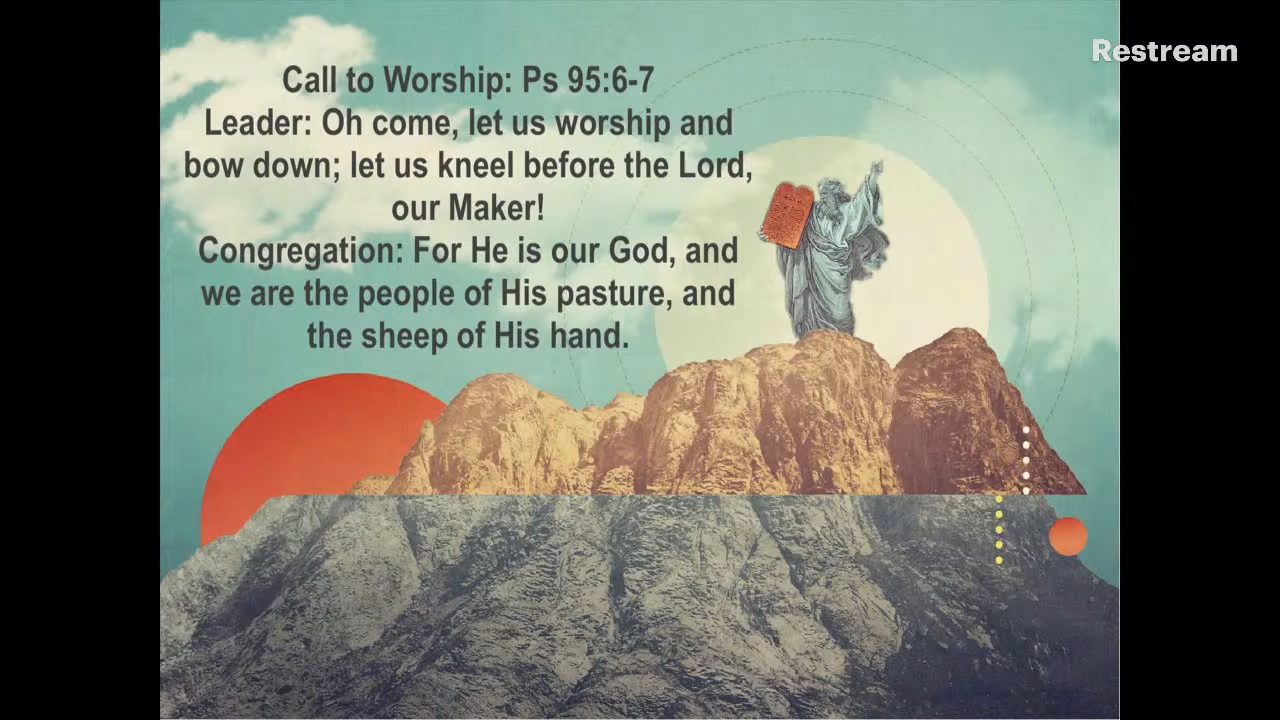 Restream
Call to Worship: Ps 95:6-7
Leader: Oh come, let us worship and
bow down; let us kneel before the Lord,
our Maker!
Congregation: For He is our God, and
we are the people of His pasture, and
the sheep of His hand.